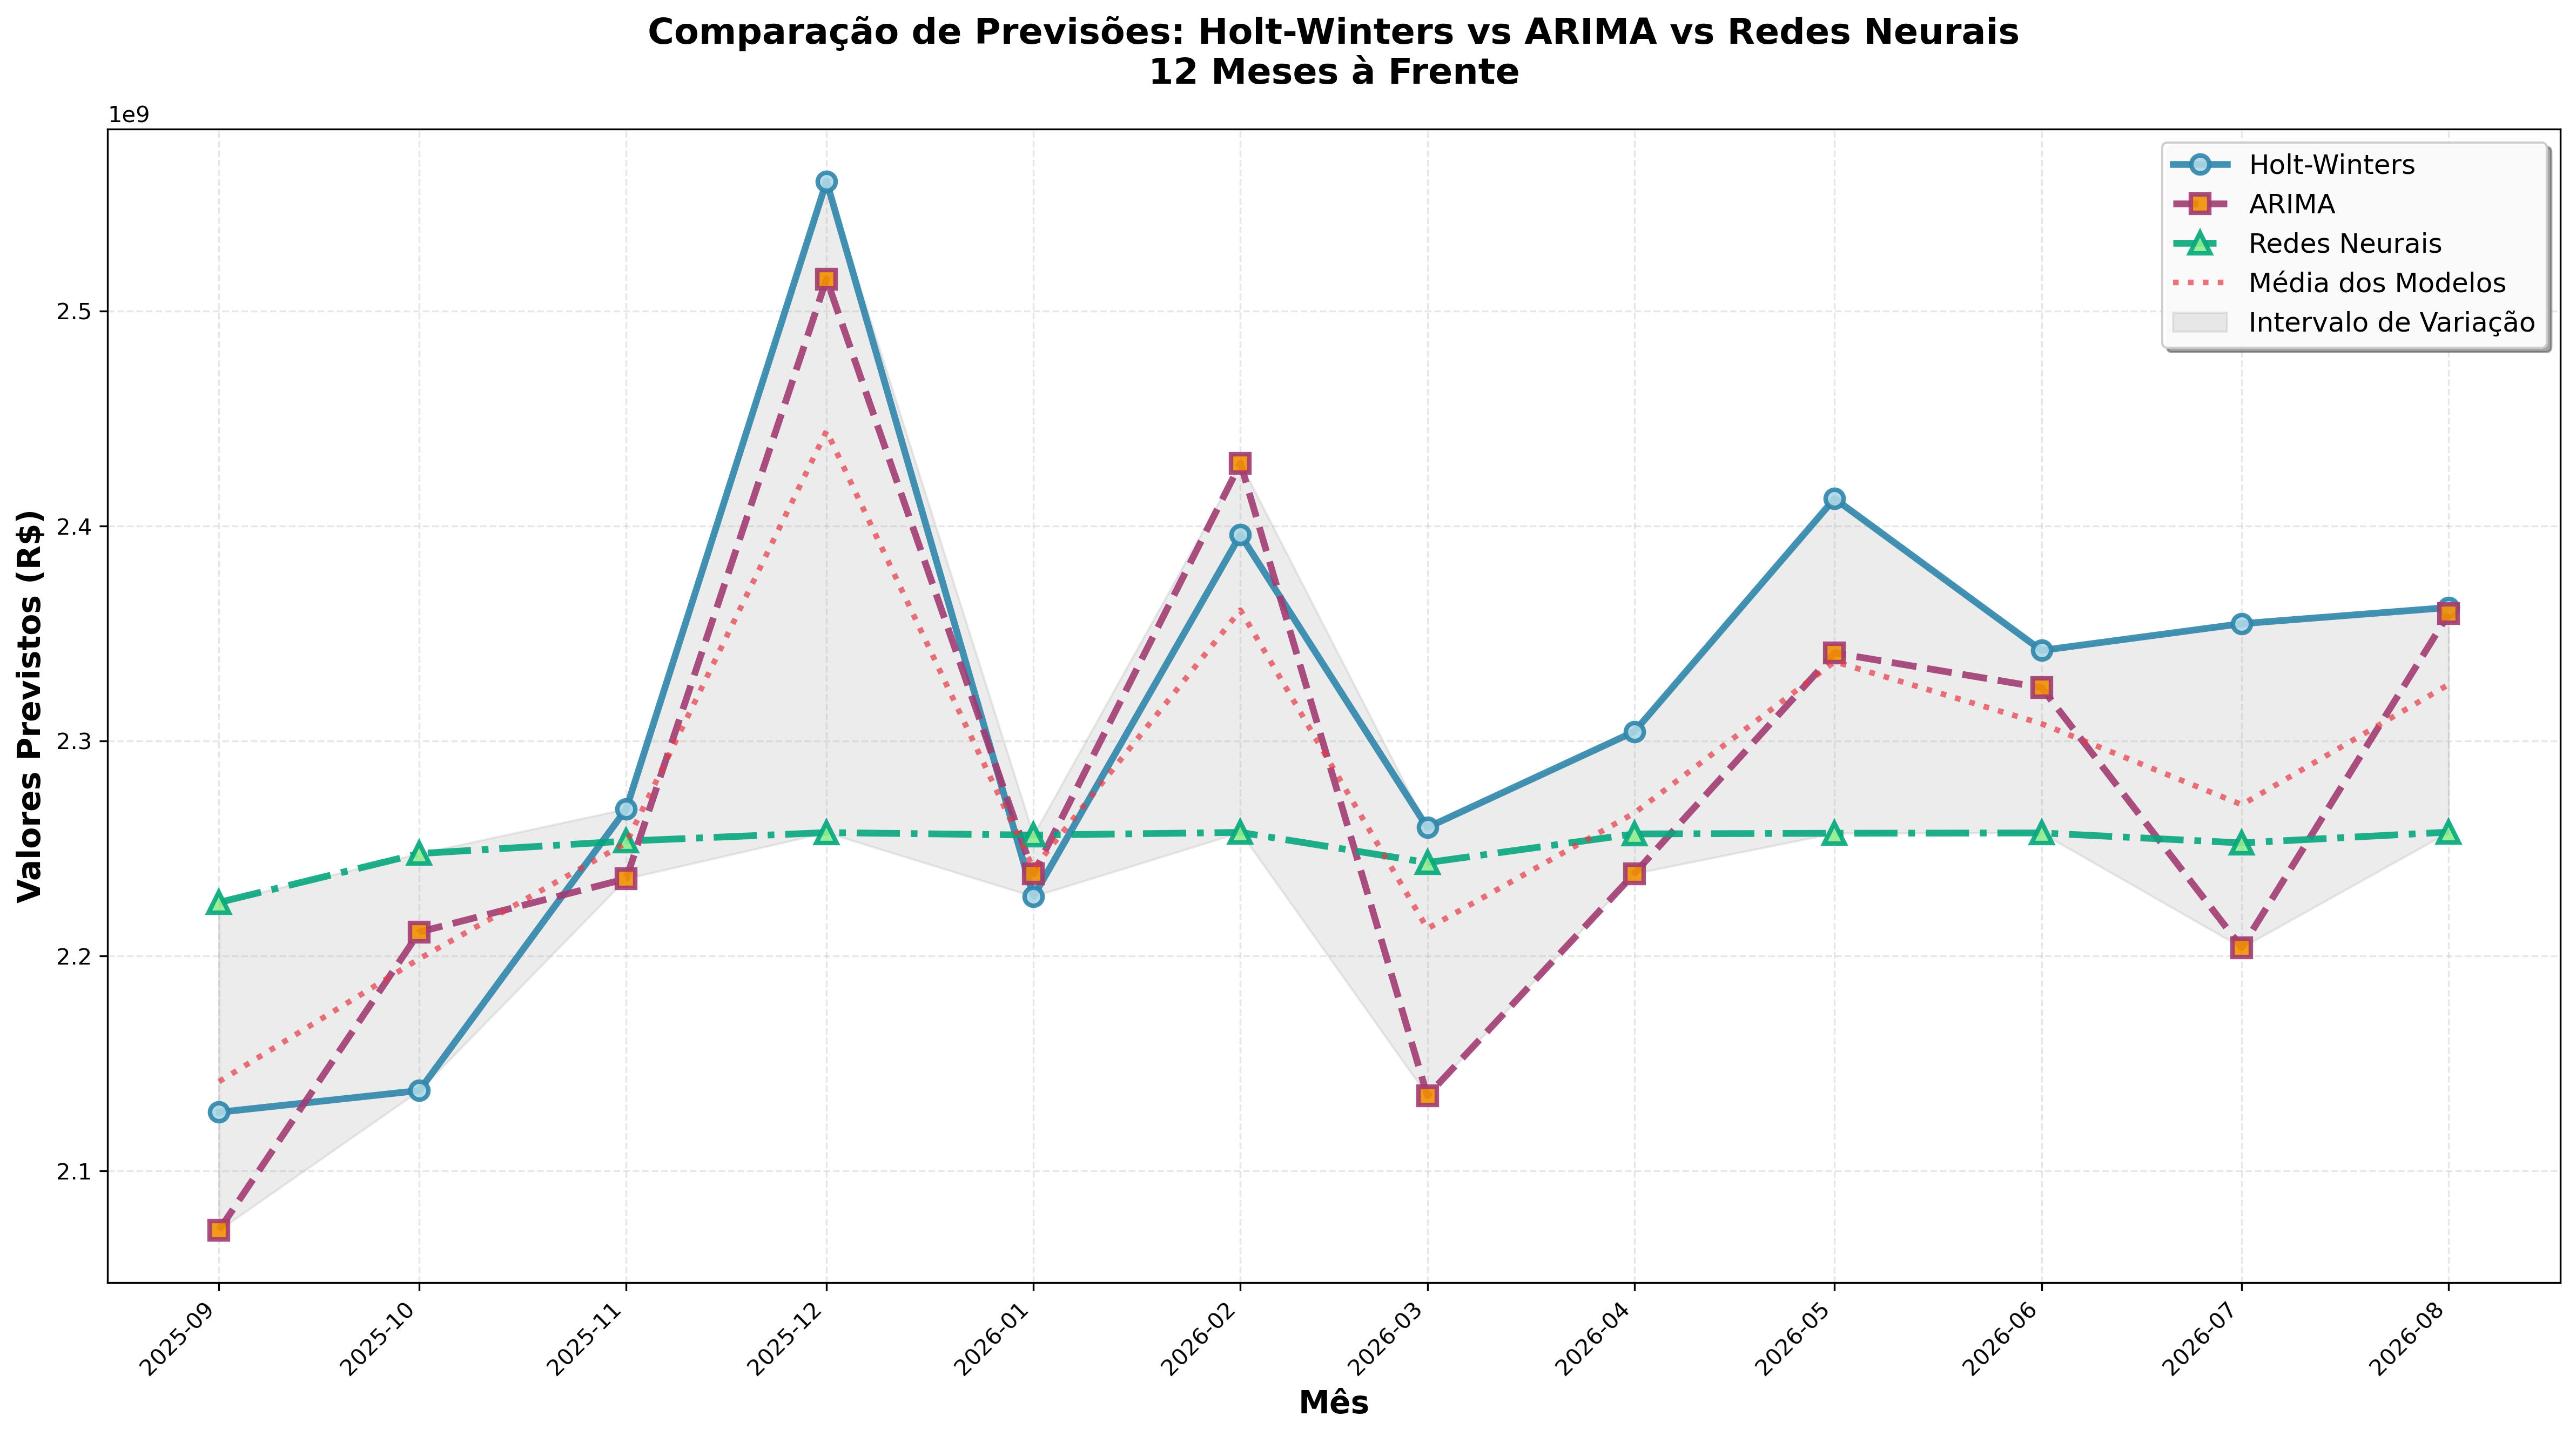 Comparação de Previsões: Holt-Winters vs ARIMA vs Redes Neurais
12 Meses à Frente
1e9
Holt-Winters
ARIMA
Redes Neurais
Média dos Modelos
Intervalo de Variação
Valores Previstos (R$)
2.5
2.4
2.3
2.2
2.1
2025-09
2025-10
2025-11
2025-12
2026-01
2026-02
2026-03
2026-04
2026-05
2026-06
2026-07
2026-08
Mês